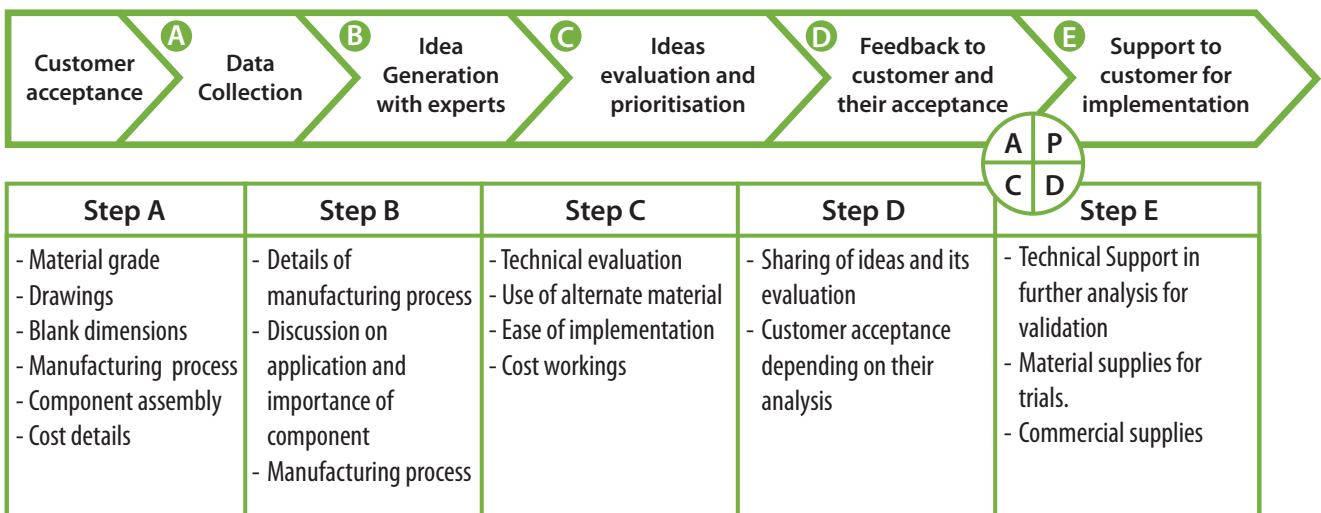 Customer
acceptance
A
Data
Collection
B
Idea
Generation
with experts
C
Ideas
evaluation and
prioritisation
D
Feedback to
customer and
their acceptance
E
Support to
customer for
implementation
A P
C D
Step A
- Material grade
- Drawings
- Blank dimensions
- Manufacturing process
- Component assembly
- Cost details
Step B
- Details of
manufacturing process
- Discussion on
application and
importance of
component
- Manufacturing process
Step C
- Technical evaluation
- Use of alternate material
- Ease of implementation
- Cost workings
Step D
- Sharing of ideas and its
evaluation
- Customer acceptance
depending on their
analysis
Step E
- Technical Support in
further analysis for
validation
- Material supplies for
trials.
- Commercial supplies